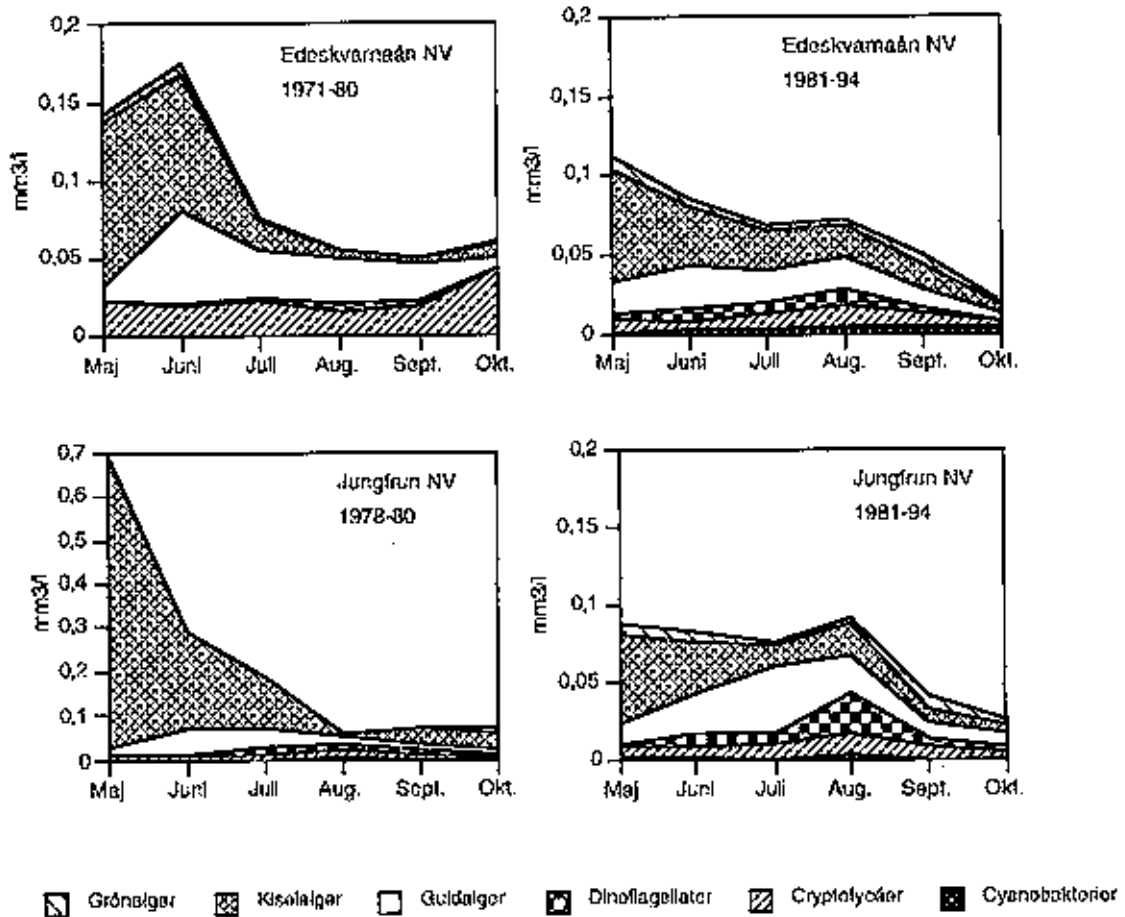 0,2
0,15
0,1
0,05
0
mm3/l
Edeskvarnaån NV
1971-80
Maj Juni Juli Aug. Sept. Okt.
0,2
0,15
0,1
0,05
0
mm3/l
Edeskvarnaån NV
1981-94
Maj Juni Juli Aug. Sept. Okt.
0,7
0,6
0,5
0,4
0,3
0,2
0,1
0
mm3/l
Jungfrun NV
1978-80
Maj Juni Juli Aug. Sept. Okt.
0,2
0,15
0,1
0,05
0
mm3/l
Jungfrun NV
1981-94
Maj Juni Juli Aug. Sept. Okt.
Grönalger Kiselalger Guldalger Dinoflagellater Cryptofycéer Cyanobakterier